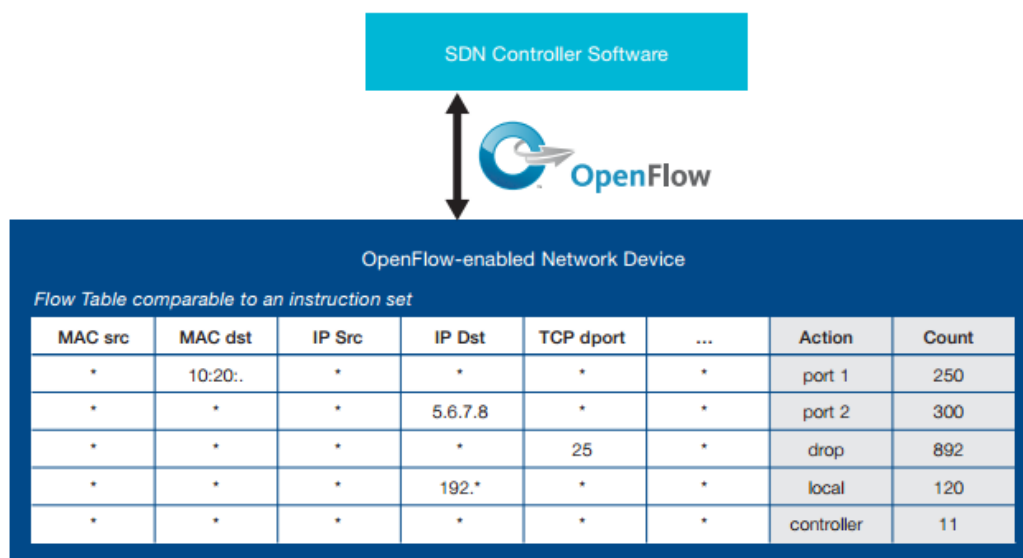 SDN Controller Software
OpenFlow
OpenFlow-enabled Network Device
Flow Table comparable to an instruction set
MAC src MAC dst IP Src IP Dst TCP dport ... Action Count
* 10:20:. * * * * port 1 250
* * * 5.6.7.8 * * port 2 300
* * * * 25 * drop 892
* * * 192.* * * local 120
* * * * * * controller 11